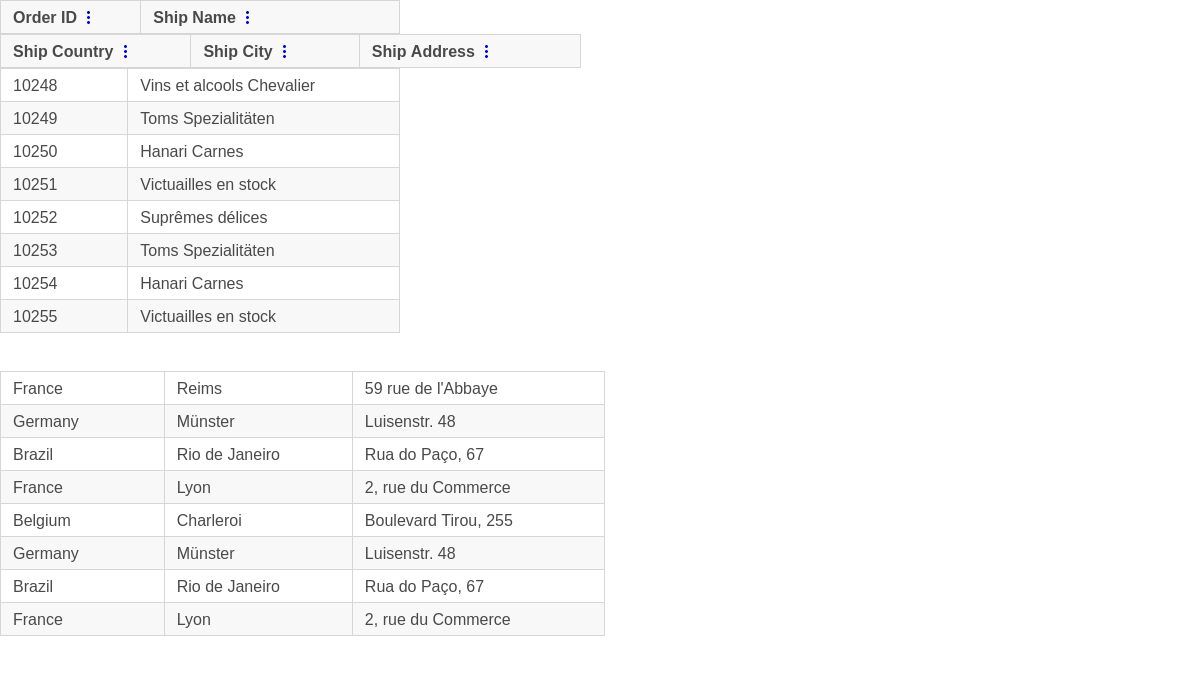 Order ID Ship Name
Ship Country Ship City Ship Address
10248 Vins et alcools Chevalier
10249 Toms Spezialitäten
10250 Hanari Carnes
10251 Victuailles en stock
10252 Suprêmes délices
10253 Toms Spezialitäten
10254 Hanari Carnes
10255 Victuailles en stock
France Reims 59 rue de l'Abbaye
Germany Münster Luisenstr. 48
Brazil Rio de Janeiro Rua do Paço, 67
France Lyon 2, rue du Commerce
Belgium Charleroi Boulevard Tirou, 255
Germany Münster Luisenstr. 48
Brazil Rio de Janeiro Rua do Paço, 67
France Lyon 2, rue du Commerce